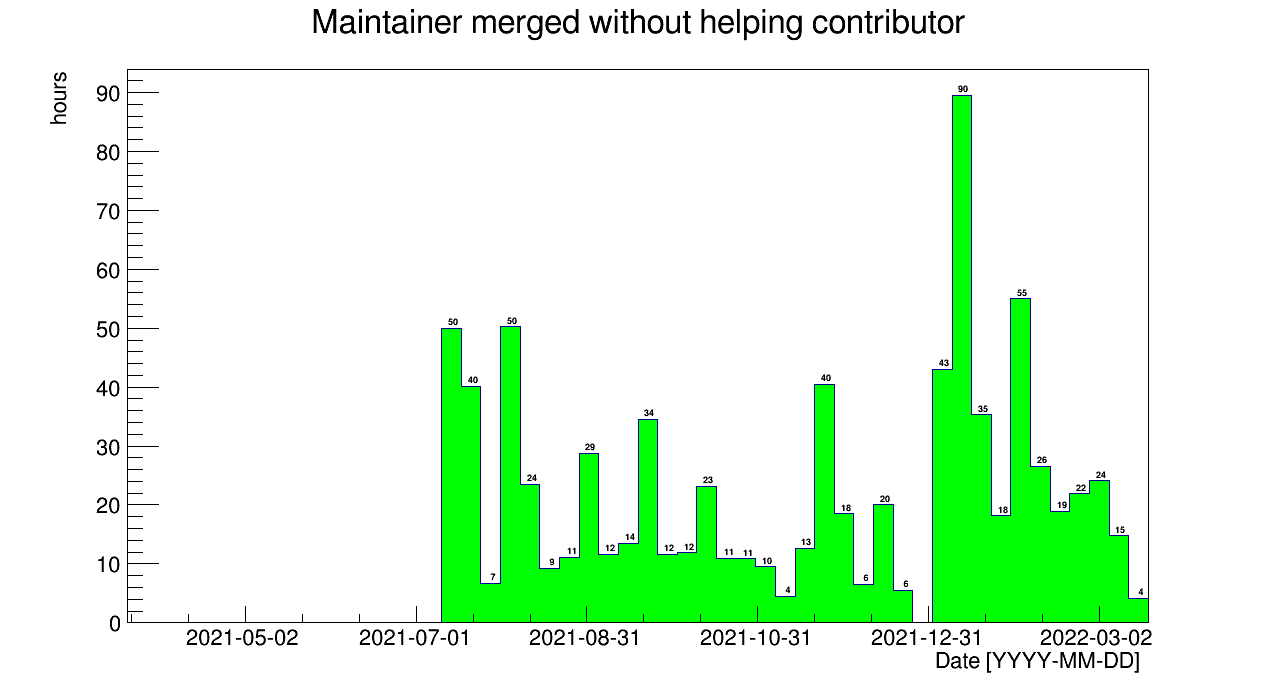 Maintainer merged without helping contributor
hours
90
80
70
60
50
40
30
20
10
0
50 40 7 50 24 9 11 29 12 14 34 12 12 23 11 11 10 4 13 40 18 6 20 6 43 90 35 18 55 26 19 22 24 15 4
2021-05-02 2021-07-01 2021-08-31 2021-10-31 2021-12-31 2022-03-02
Date [YYYY-MM-DD]